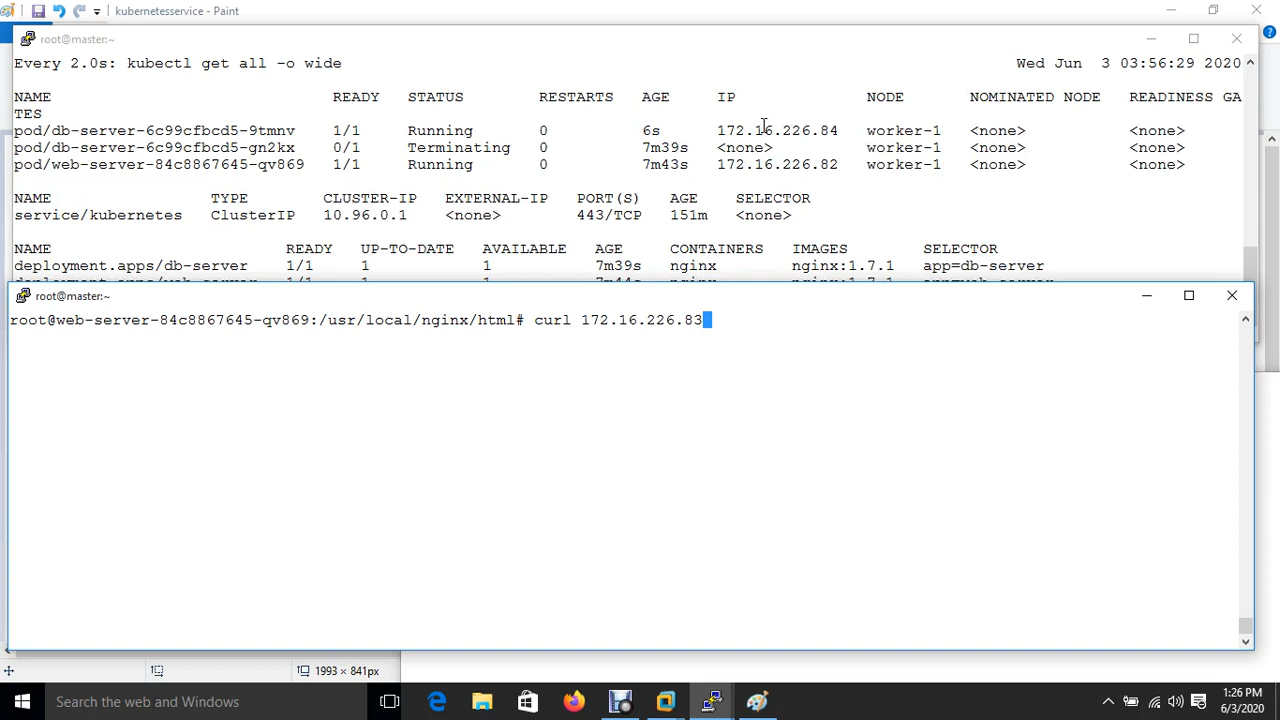 kubernetesservice - Paint
root@master:~
Every 2.0s: kubectl get all -o wide Wed Jun 3 03:56:29 2020
NAME READY STATUS RESTARTS AGE IP NODE NOMINATED NODE READINESS GA
TES
pod/db-server-6c99cfbcd5-9tmnv 1/1 Running 0 6s 172.16.226.84 worker-1 <none> <none>
pod/db-server-6c99cfbcd5-gn2kx 0/1 Terminating 0 7m39s <none> worker-1 <none> <none>
pod/web-server-84c8867645-qv869 1/1 Running 0 7m43s 172.16.226.82 worker-1 <none> <none>
NAME TYPE CLUSTER-IP EXTERNAL-IP PORT(S) AGE SELECTOR
service/kubernetes ClusterIP 10.96.0.1 <none> 443/TCP 151m <none>
NAME READY UP-TO-DATE AVAILABLE AGE CONTAINERS IMAGES SELECTOR
deployment.apps/db-server 1/1 1 1 7m39s nginx nginx:1.7.1 app=db-server
root@master:~
root@web-server-84c8867645-qv869:/usr/local/nginx/html# curl 172.16.226.83
1993 × 841px
Search the web and Windows
1:26 PM
6/3/2020